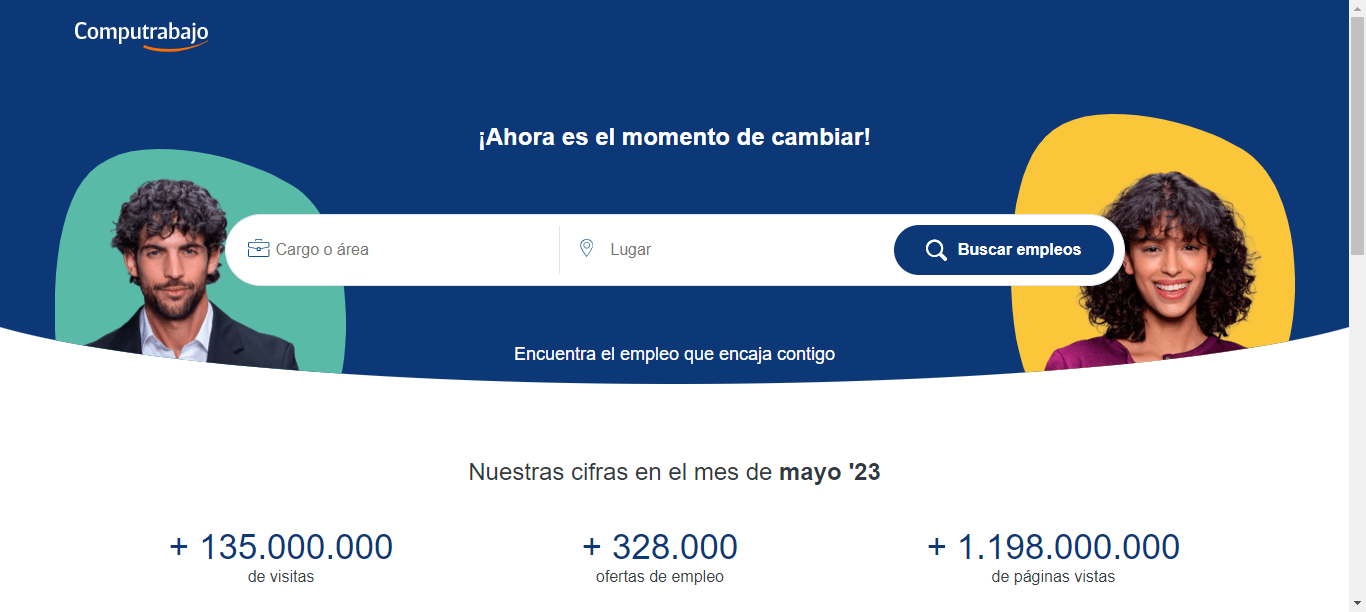 Computrabajo
¡Ahora es el momento de cambiar!
Cargo o área
Lugar
Buscar empleos
Encuentra el empleo que encaja contigo
Nuestras cifras en el mes de mayo '23
+ 135.000.000
de visitas
+ 328.000
ofertas de empleo
+ 1.198.000.000
de páginas vistas